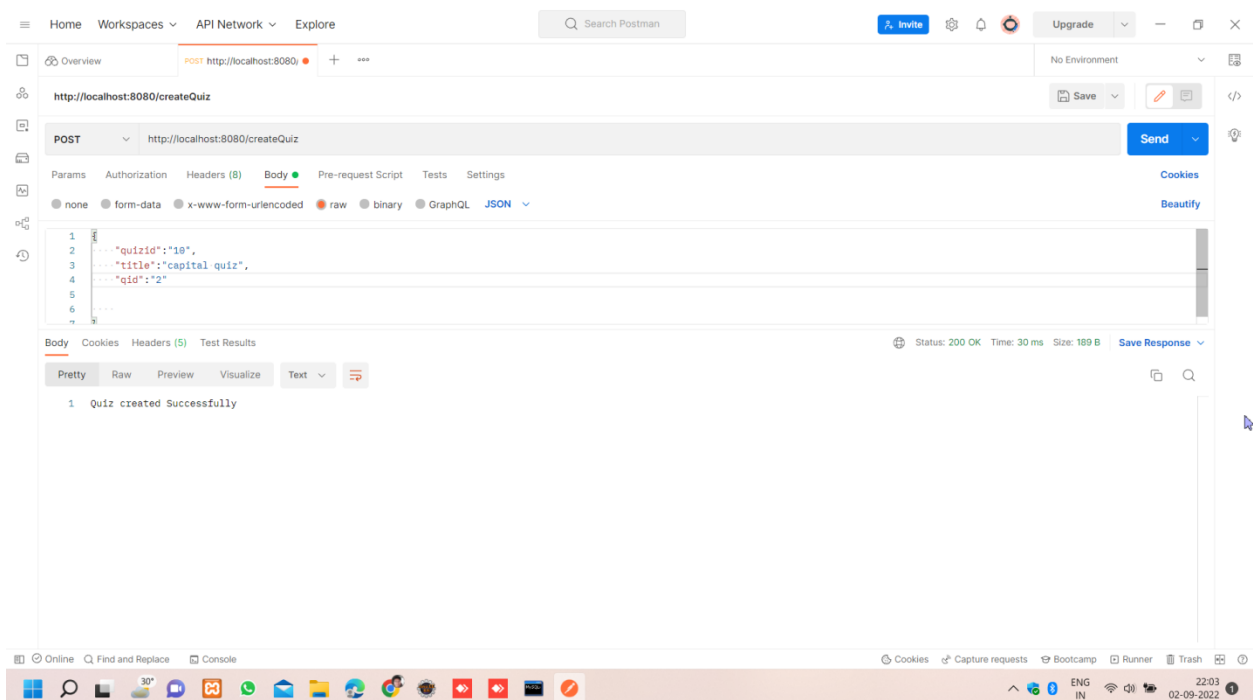 Home Workspaces API Network Explore Search Postman Invite Upgrade
Overview POST http://localhost:8080/ No Environment
http://localhost:8080/createQuiz Save
POST http://localhost:8080/createQuiz Send
Params Authorization Headers (8) Body Pre-request Script Tests Settings Cookies
none form-data x-www-form-urlencoded raw binary GraphQL JSON Beautify
1 {
2 "quizid":"10",
3 "title":"capital quiz",
4 "qid":"2"
5
6
7 }
Body Cookies Headers (5) Test Results Status: 200 OK Time: 30 ms Size: 189 B Save Response
Pretty Raw Preview Visualize Text
1 Quiz created Successfully
Online Find and Replace Console Cookies Capture requests Bootcamp Runner Trash
30° ENG 22:03
IN 02-09-2022 1